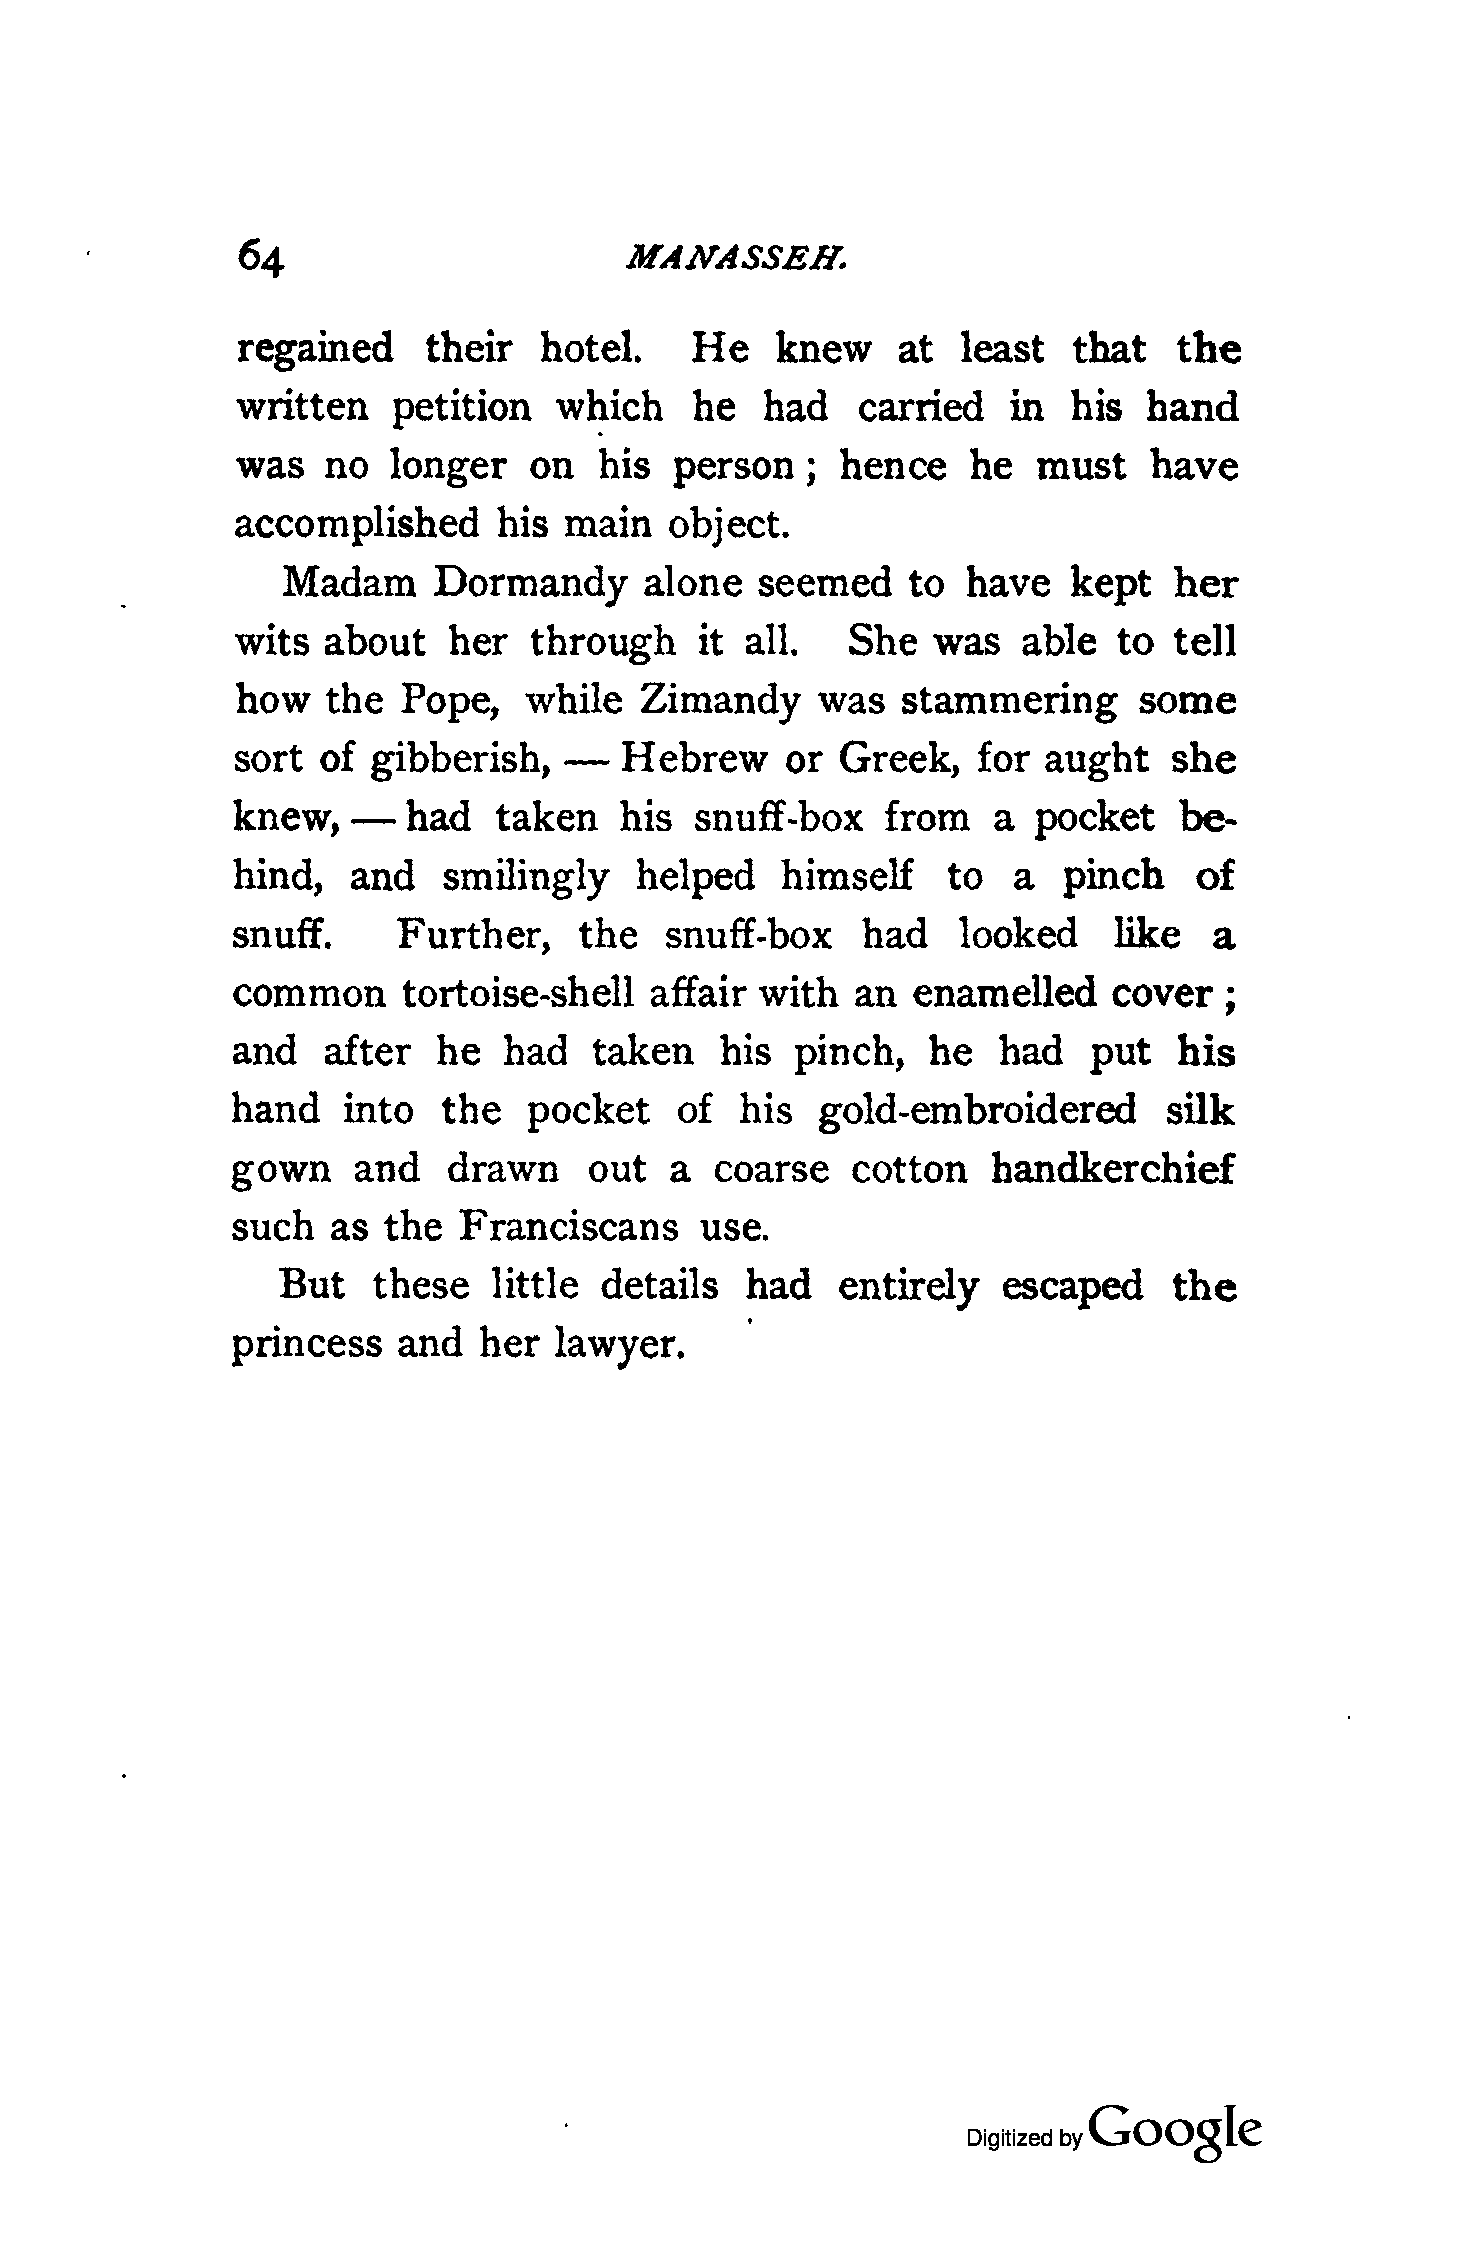 64 MANASSEH.
regained their hotel. He knew at least that the
written petition which he had carried in his hand
was no longer on his person ; hence he must have
accomplished his main object.
Madam Dormandy alone seemed to have kept her
wits about her through it all. She was able to tell
how the Pope, while Zimandy was stammering some
sort of gibberish, — Hebrew or Greek, for aught she
knew, — had taken his snuff-box from a pocket be-
hind, and smilingly helped himself to a pinch of
snuff. Further, the snuff-box had looked like a
common tortoise-shell affair with an enamelled cover ;
and after he had taken his pinch, he had put his
hand into the pocket of his gold-embroidered silk
gown and drawn out a coarse cotton handkerchief
such as the Franciscans use.
But these little details had entirely escaped the
princess and her lawyer.
Digitized by Google